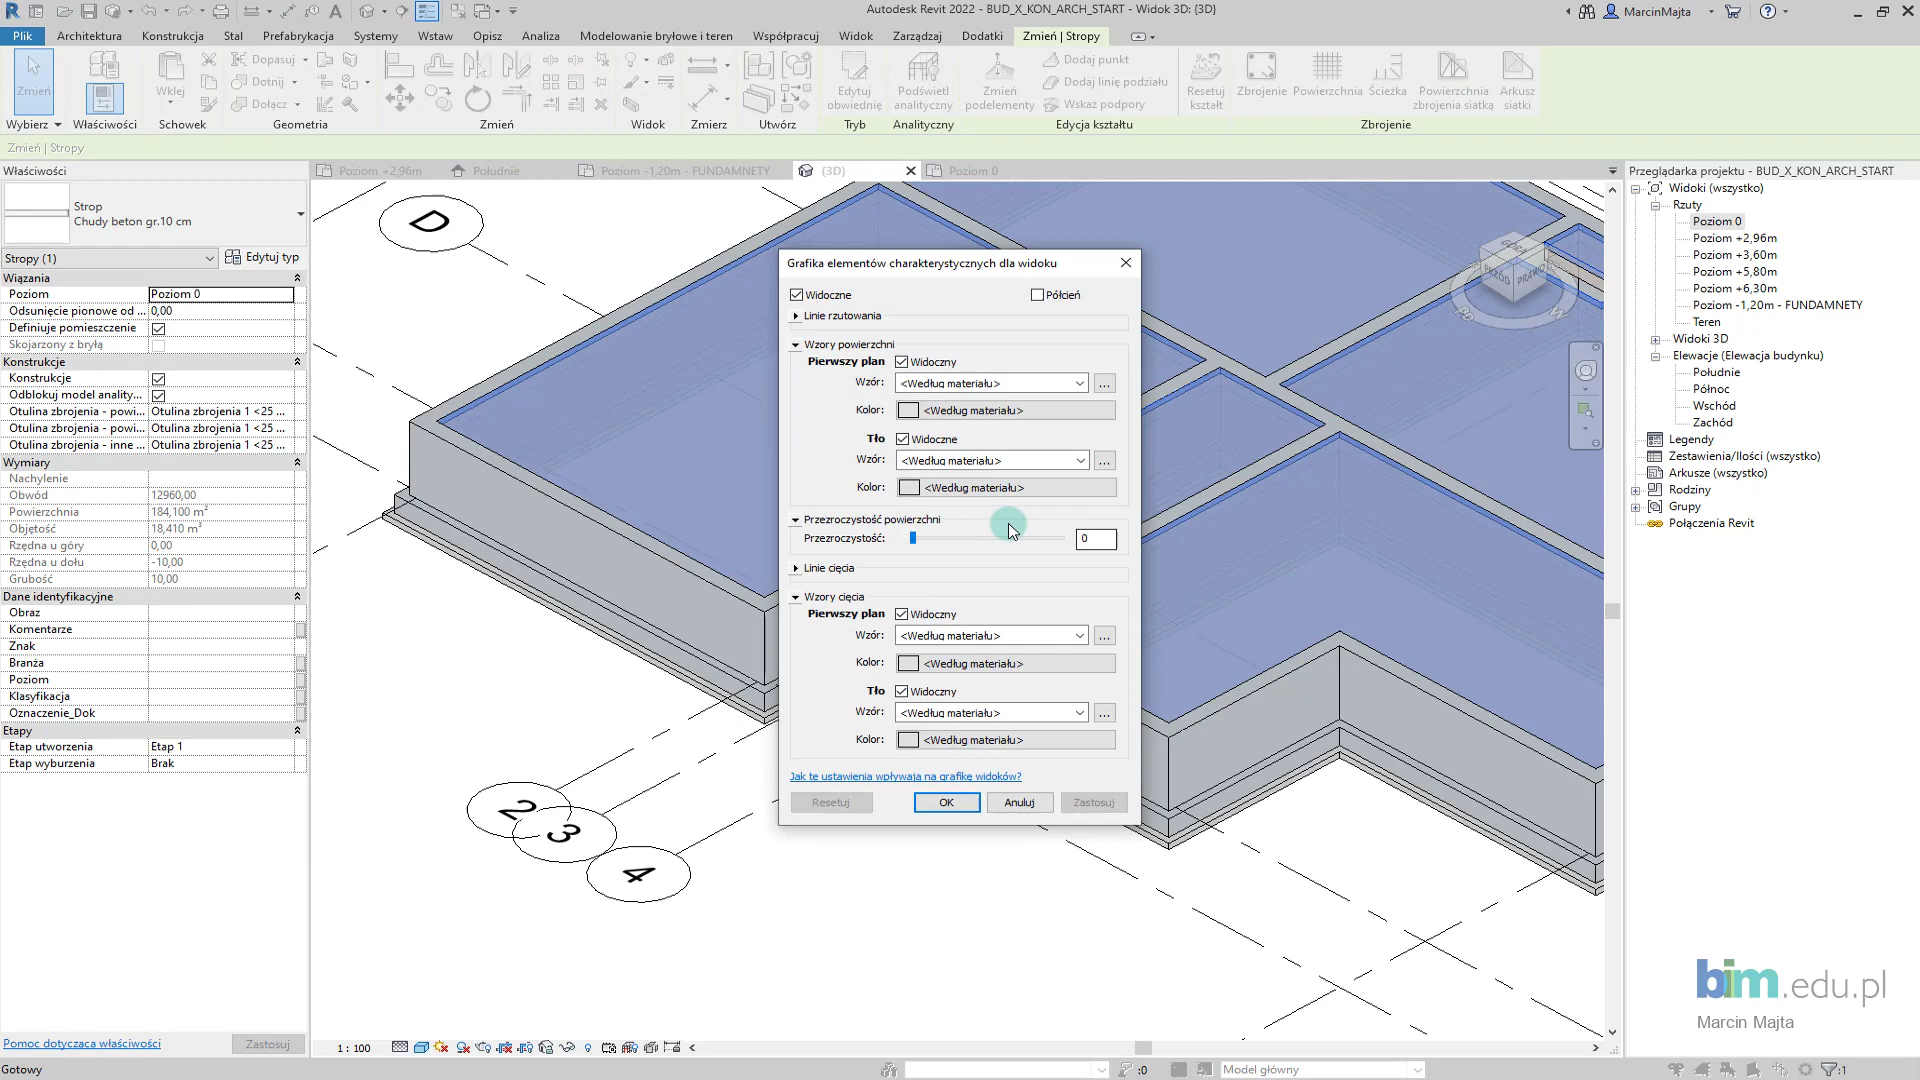 Autodesk Revit 2022 - BUD_X_KON_ARCH_START - Widok 3D: {3D}
MarcinMajta
Plik Architektura Konstrukcja Stal Prefabrykacja Systemy Wstaw Opisz Analiza Modelowanie bryłowe i teren Współpracuj Widok Zarządzaj Dodatki Zmień | Stropy
Zmień
Wklej
Dopasuj
Dotnij
Dołącz
Edytuj obwiednię
Podświetl analityczny
Zmień podelementy
Dodaj punkt
Dodaj linię podziału
Wskaż podpory
Resetuj kształt
Zbrojenie
Powierzchnia
Ścieżka
Powierzchnia zbrojenia siatką
Arkusz siatki
Wybierz Właściwości Schowek Geometria Zmień Widok Zmierz Utwórz Tryb Analityczny Edycja kształtu Zbrojenie
Zmień | Stropy
Właściwości
Strop
Chudy beton gr.10 cm
Stropy (1) Edytuj typ
Wiązania
Poziom Poziom 0
Odsunięcie pionowe od ... 0,00
Definiuje pomieszczenie
Skojarzony z bryłą
Konstrukcje
Konstrukcje
Odblokuj model anality...
Otulina zbrojenia - powi... Otulina zbrojenia 1 <25 ...
Otulina zbrojenia - powi... Otulina zbrojenia 1 <25 ...
Otulina zbrojenia - inne ... Otulina zbrojenia 1 <25 ...
Wymiary
Nachylenie
Obwód 12960,00
Powierzchnia 184,100 m²
Objętość 18,410 m³
Rzędna u góry 0,00
Rzędna u dołu -10,00
Grubość 10,00
Dane identyfikacyjne
Obraz
Komentarze
Znak
Branża
Poziom
Klasyfikacja
Oznaczenie_Dok
Etapy
Etap utworzenia Etap 1
Etap wyburzenia Brak
Pomoc dotycząca właściwości Zastosuj
Gotowy
Poziom +2,96m Południe Poziom -1,20m - FUNDAMNETY {3D} Poziom 0
D
2
3
4
GÓRA
PRZÓD
PRAWO
Grafika elementów charakterystycznych dla widoku
Widoczne Półcień
Linie rzutowania
Wzory powierzchni
Pierwszy plan Widoczny
Wzór: <Według materiału> ...
Kolor: <Według materiału>
Tło Widoczne
Wzór: <Według materiału> ...
Kolor: <Według materiału>
Przezroczystość powierzchni
Przezroczystość: 0
Linie cięcia
Wzory cięcia
Pierwszy plan Widoczny
Wzór: <Według materiału> ...
Kolor: <Według materiału>
Tło Widoczny
Wzór: <Według materiału> ...
Kolor: <Według materiału>
Jak te ustawienia wpływają na grafikę widoków?
Resetuj OK Anuluj Zastosuj
1 : 100
:0
Model główny
:1
Przeglądarka projektu - BUD_X_KON_ARCH_START
Widoki (wszystko)
Rzuty
Poziom 0
Poziom +2,96m
Poziom +3,60m
Poziom +5,80m
Poziom +6,30m
Poziom -1,20m - FUNDAMNETY
Teren
Widoki 3D
Elewacje (Elewacja budynku)
Południe
Północ
Wschód
Zachód
Legendy
Zestawienia/Ilości (wszystko)
Arkusze (wszystko)
Rodziny
Grupy
Połączenia Revit
bim.edu.pl
Marcin Majta